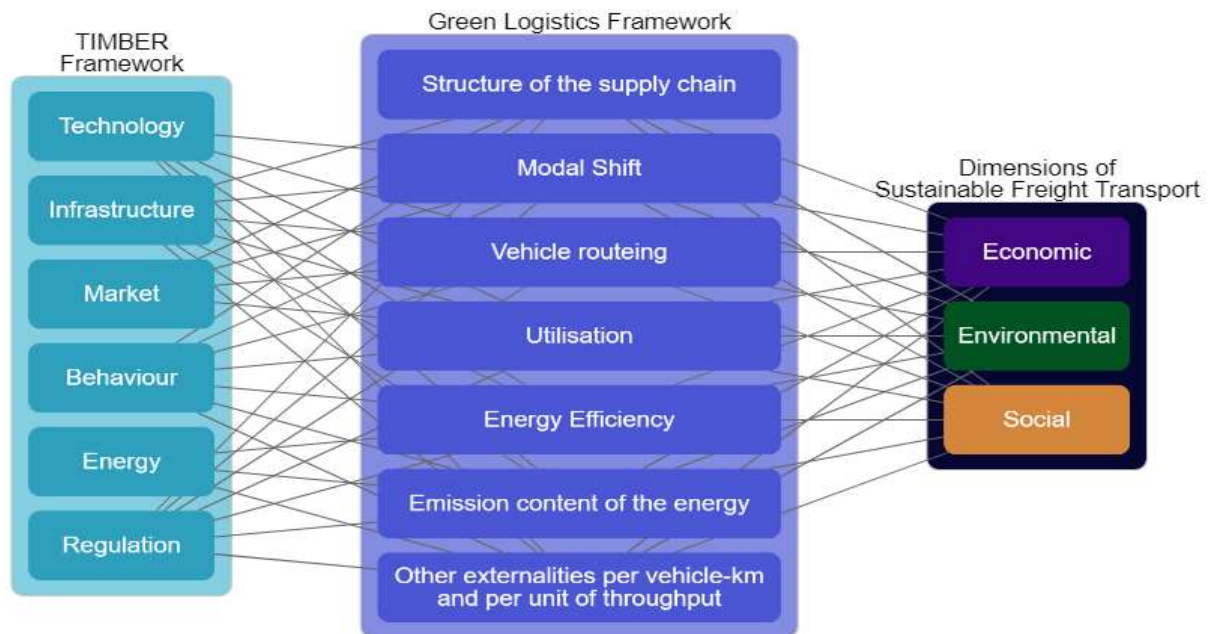 TIMBER
Framework
Technology
Infrastructure
Market
Behaviour
Energy
Regulation
Green Logistics Framework
Structure of the supply chain
Modal Shift
Vehicle routeing
Utilisation
Energy Efficiency
Emission content of the energy
Other externalities per vehicle-km
and per unit of throughput
Dimensions of
Sustainable Freight Transport
Economic
Environmental
Social